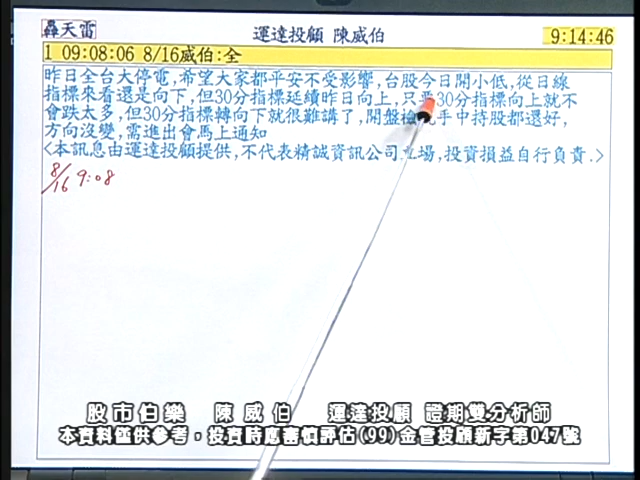 轟天雷
運達投顧 陳威伯
9:14:46
1 09:08:06 8/16威伯:全
昨日全台大停電,希望大家都平安不受影響,台股今日開小低,從日線
指標來看還是向下,但30分指標延續昨日向上,只要30分指標向上就不
會跌太多,但30分指標轉向下就很難講了,開盤檢 手中持股都還好,
方向沒變,需進出會馬上通知
<本訊息由運達投顧提供,不代表精誠資訊公司立場,投資損益自行負責.>
8/16 9:08
股市伯樂 陳威伯 運達投顧 證期雙分析師
本資料僅供參考，投資時應審慎評估(99)金管投顧新字第047號